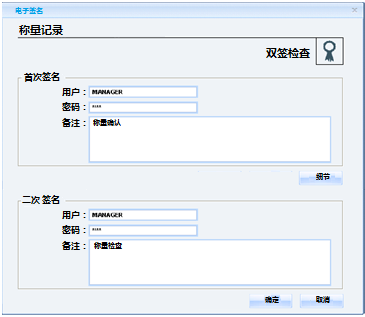 电子签名
称量记录
双签检查
首次签名
用户：MANAGER
密码：****
备注：称量确认
细节
二次 签名
用户：MANAGER
密码：****
备注：称量检查
确定 取消